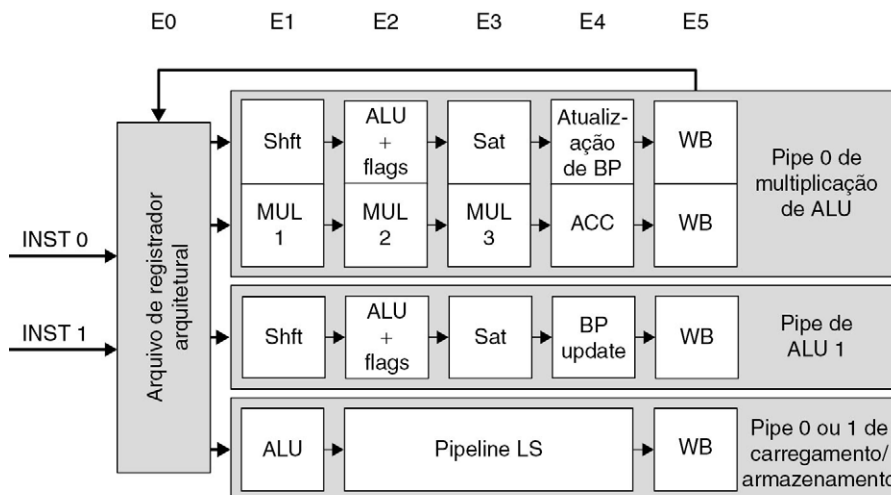 E0 E1 E2 E3 E4 E5
INST 0
INST 1
Arquivo de registrador
arquitetural
Shft
ALU
+
flags
Sat
Atualiz-
ação
de BP
WB
MUL
1
MUL
2
MUL
3
ACC
WB
Pipe 0 de
multiplicação
de ALU
Shft
ALU
+
flags
Sat
BP
update
WB
Pipe de
ALU 1
ALU
Pipeline LS
WB
Pipe 0 ou 1 de
carregamento/
armazenamento